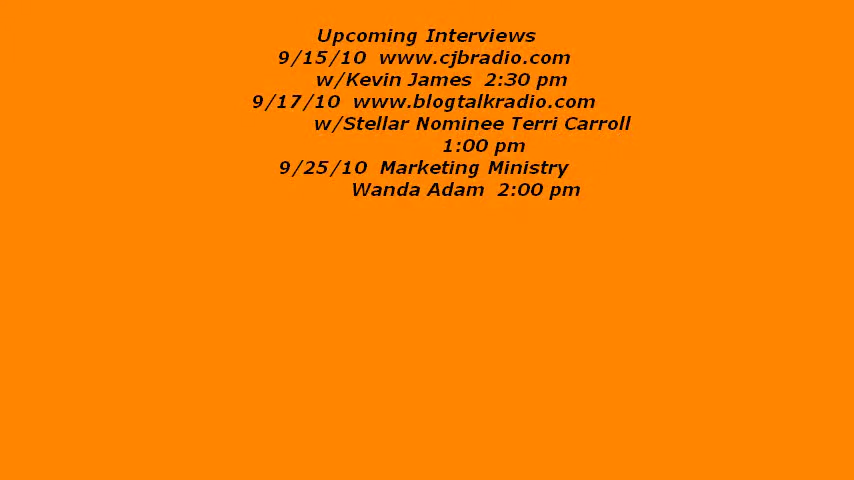 Upcoming Interviews
9/15/10 www.cjbradio.com
w/Kevin James 2:30 pm
9/17/10 www.blogtalkradio.com
w/Stellar Nominee Terri Carroll
1:00 pm
9/25/10 Marketing Ministry
Wanda Adam 2:00 pm